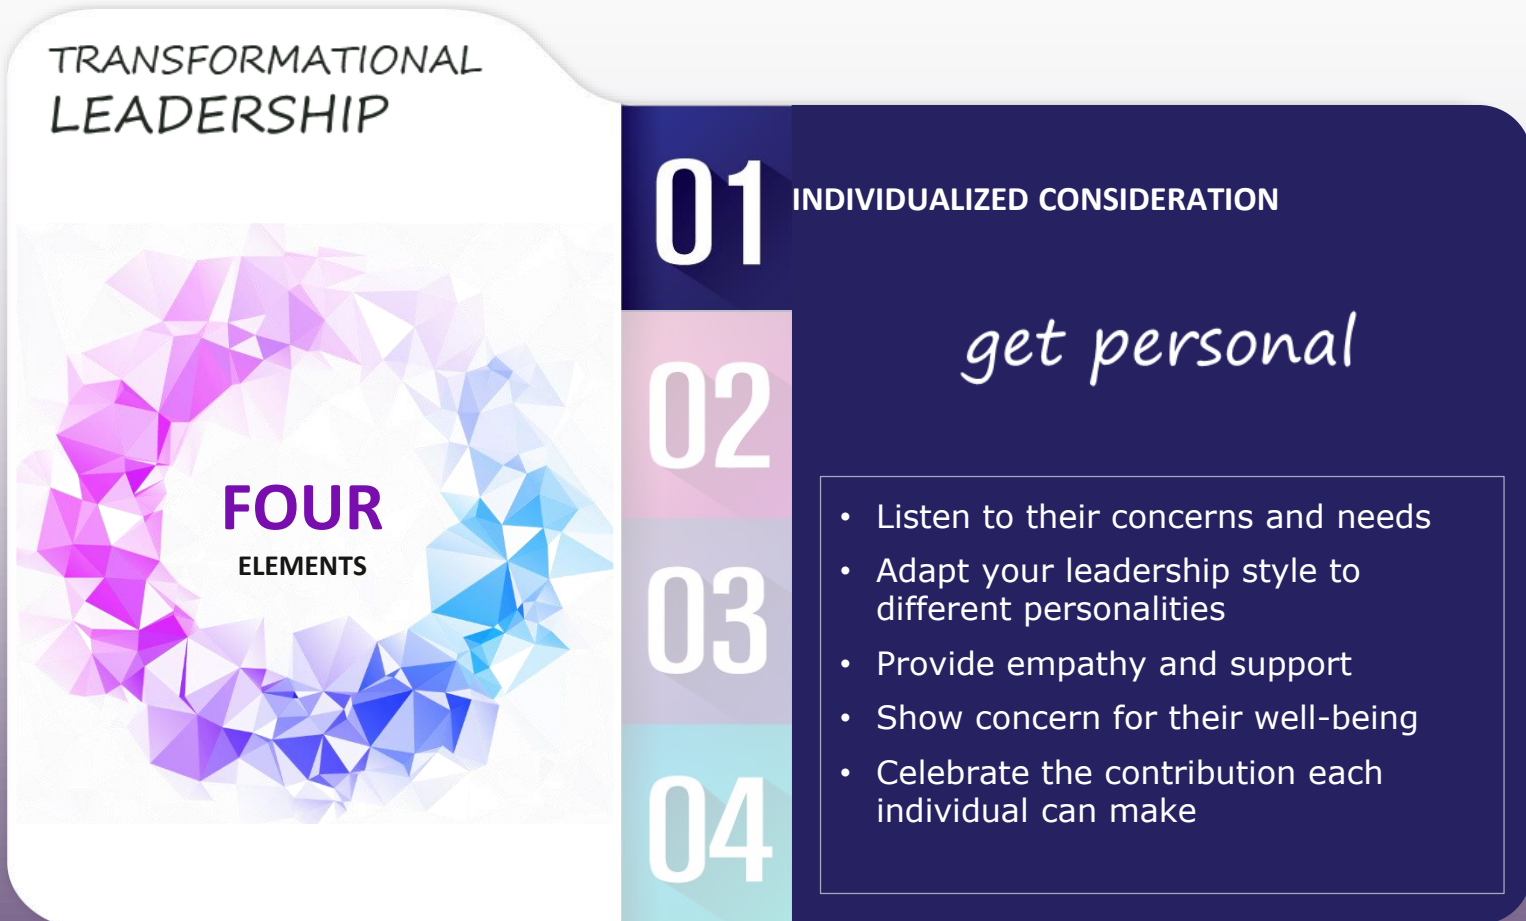 TRANSFORMATIONAL
LEADERSHIP
FOUR
ELEMENTS
01
02
03
04
INDIVIDUALIZED CONSIDERATION
get personal
• Listen to their concerns and needs
• Adapt your leadership style to
different personalities
• Provide empathy and support
• Show concern for their well-being
• Celebrate the contribution each
individual can make